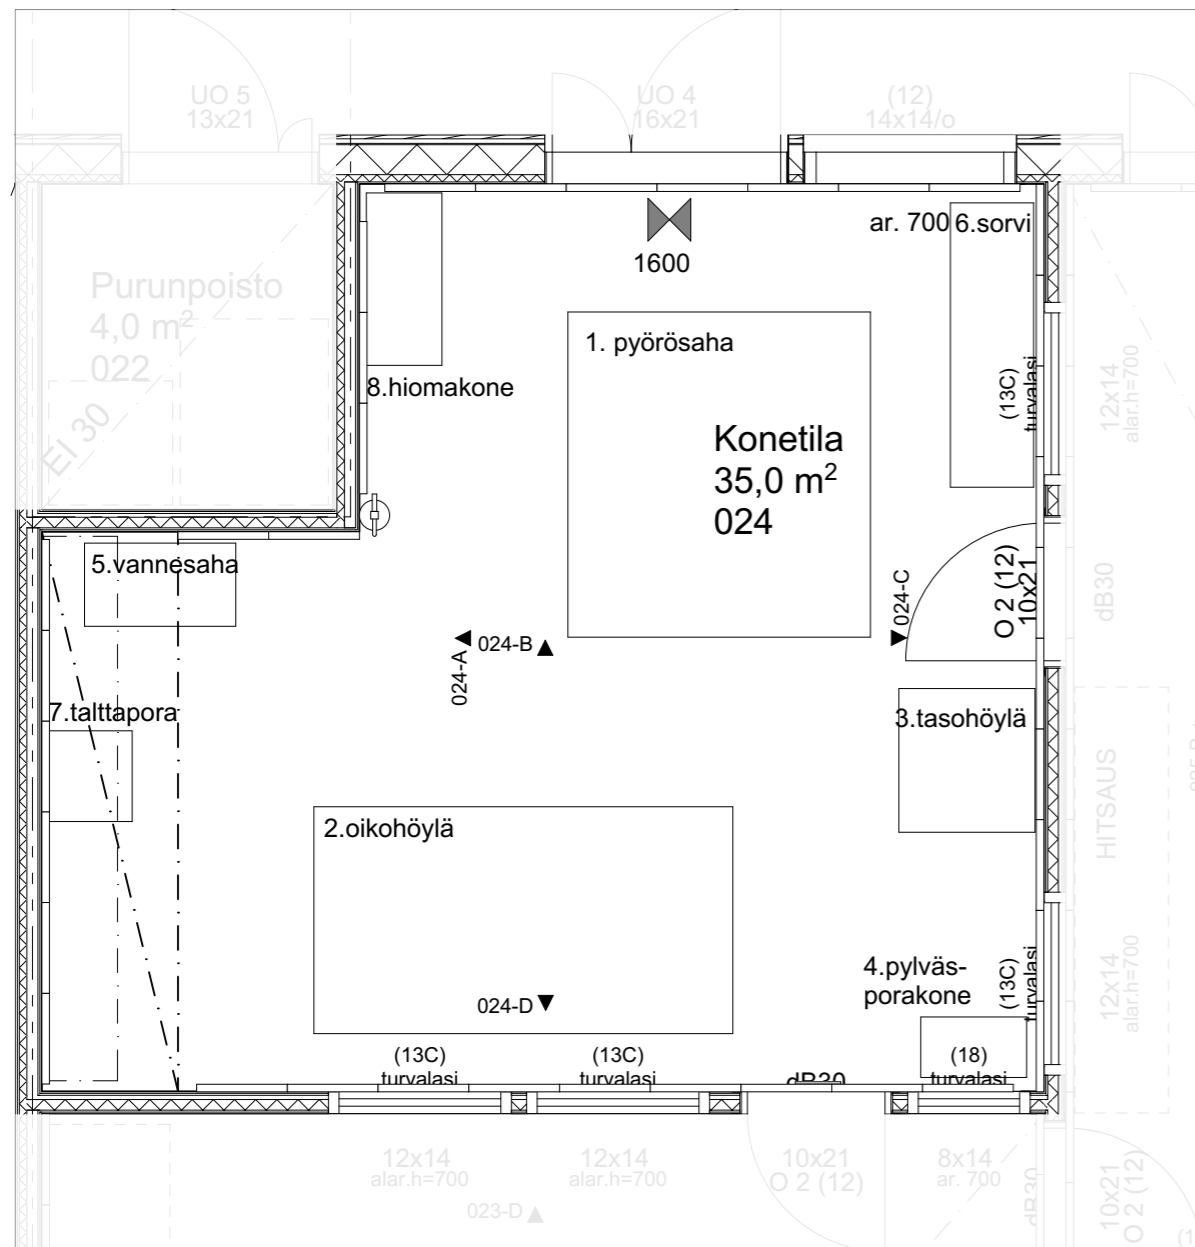 UO 5
13x21
UO 4
16x21
(12)
14x14/o
ar. 700
6.sorvi
1600
Purunpoisto
4,0 m²
022
EI 30
1. pyörösaha
8.hiomakone
(13C)
turvalasi
12x14
alar.h=700
Konetila
35,0 m²
024
5.vannesaha
O 2 (12)
10x21
024-C
dB30
024-B
024-A
7.talttapora
3.tasohöylä
HITSAUS
2.oikohöylä
4.pylväs-
porakone
(13C)
turvalasi
12x14
alar.h=700
024-D
(13C)
turvalasi
(13C)
turvalasi
dB30
(18)
turvalasi
12x14
alar.h=700
12x14
alar.h=700
10x21
O 2 (12)
8x14
ar. 700
dB30
10x21
O 2 (12)
023-D